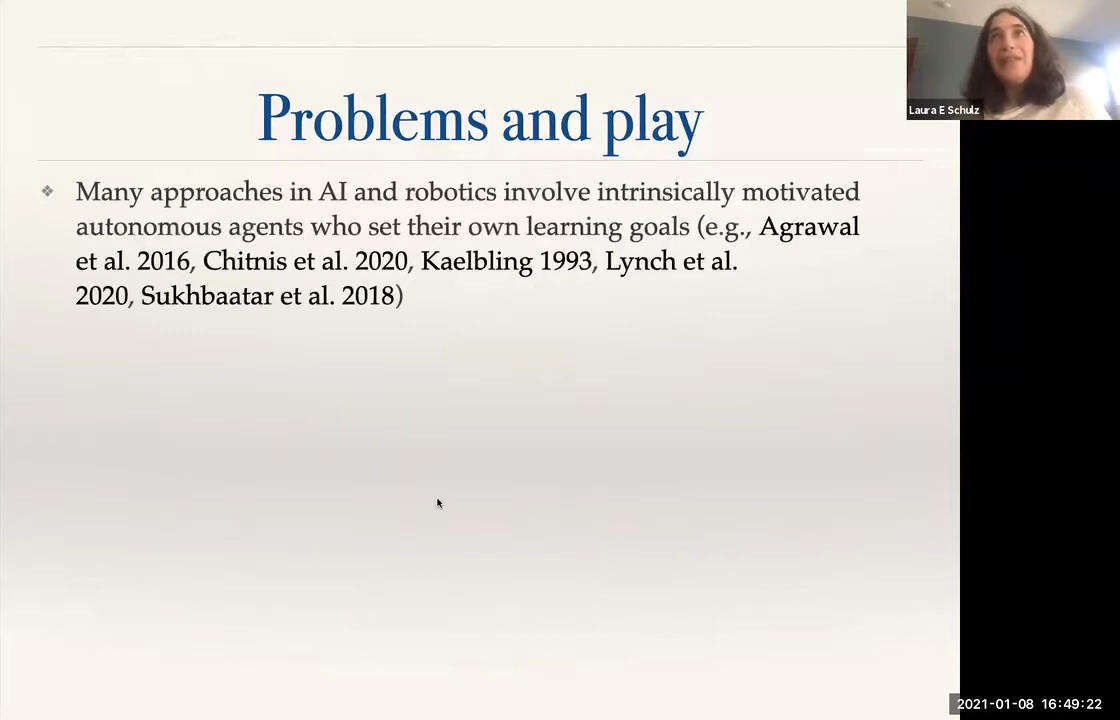 Problems and play
❖ Many approaches in AI and robotics involve intrinsically motivated
autonomous agents who set their own learning goals (e.g., Agrawal
et al. 2016, Chitnis et al. 2020, Kaelbling 1993, Lynch et al.
2020, Sukhbaatar et al. 2018)
Laura E Schulz
2021-01-08 16:49:22